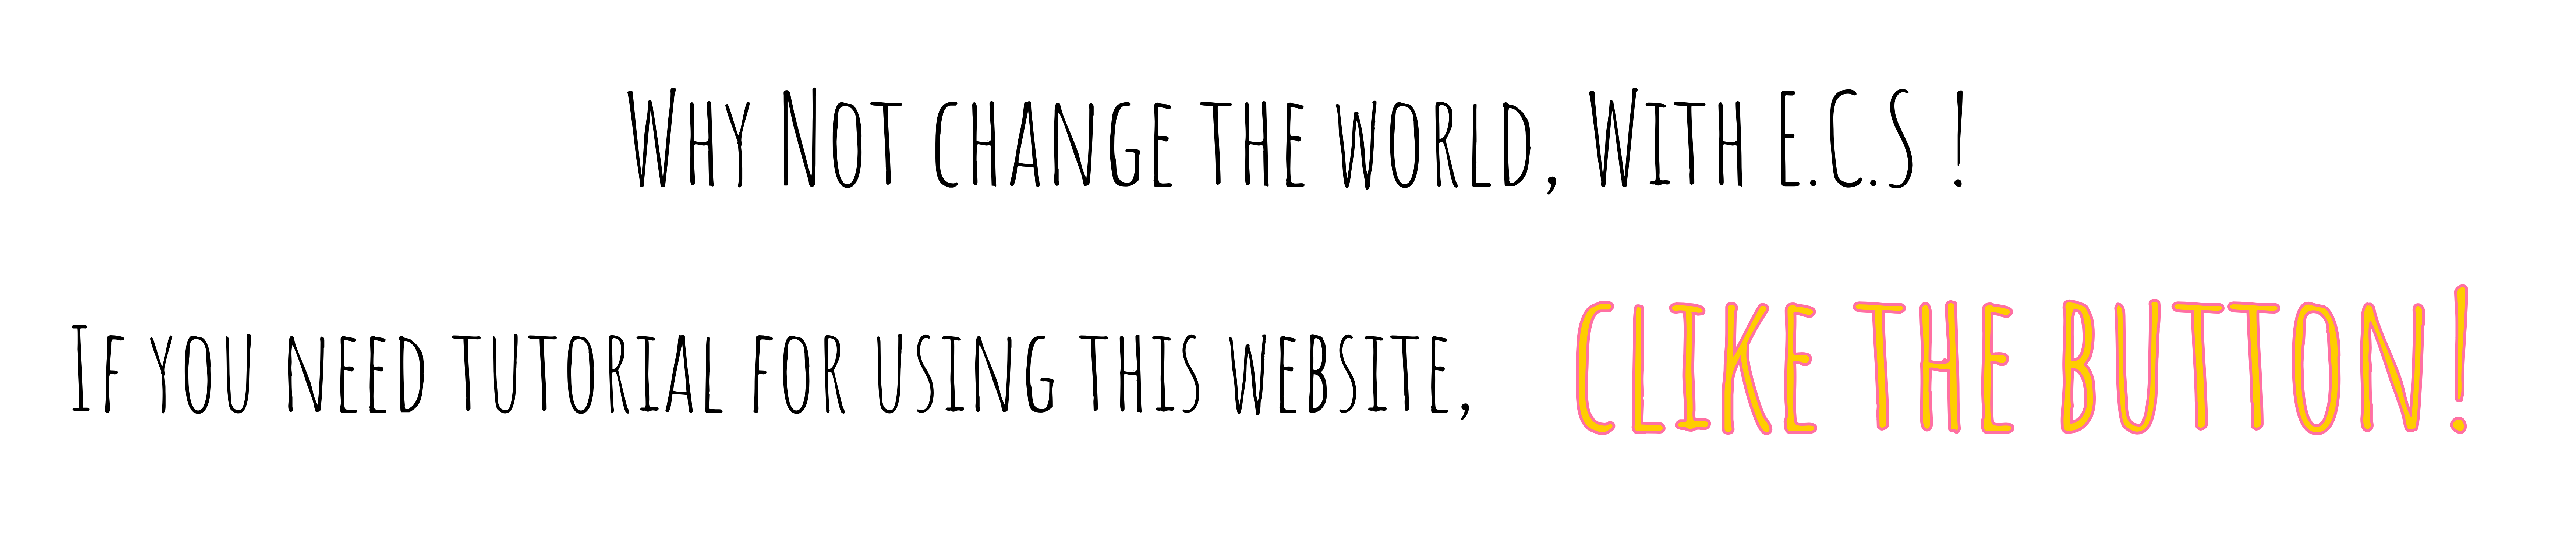 Why Not change the world, With E.C.S !
If you need tutorial for using this website, clike the button!